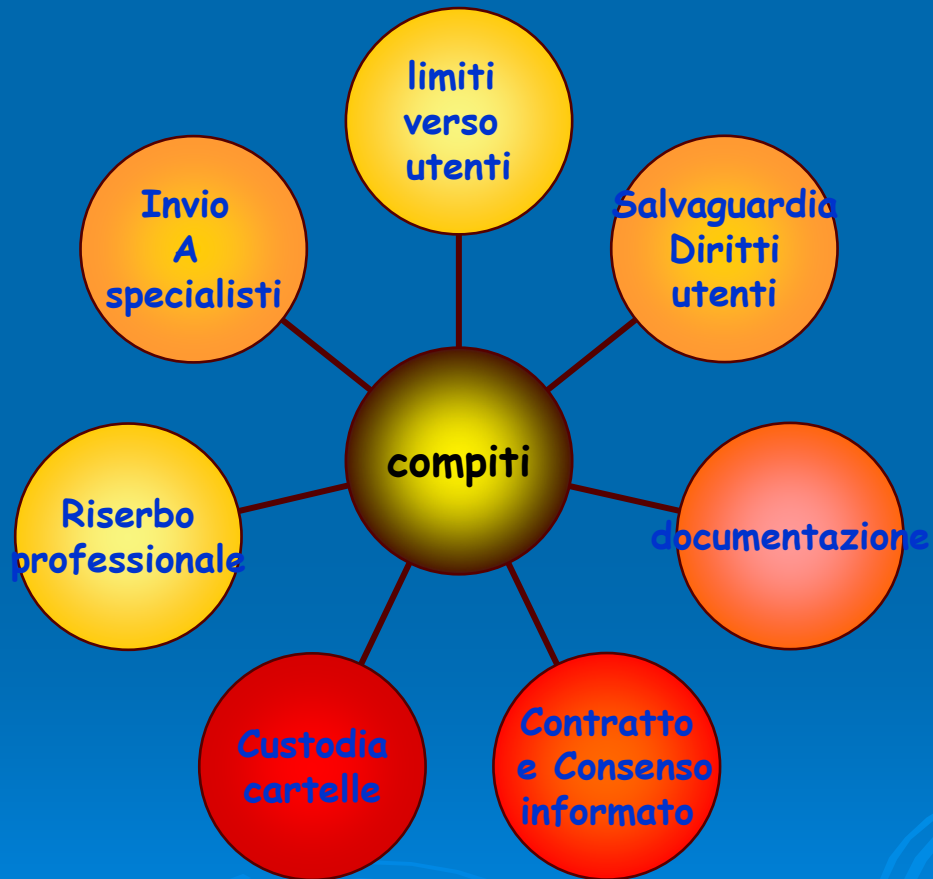 limiti
verso
utenti
Invio
A
specialisti
Salvaguardia
Diritti
utenti
compiti
Riserbo
professionale
documentazione
Custodia
cartelle
Contratto
e Consenso
informato